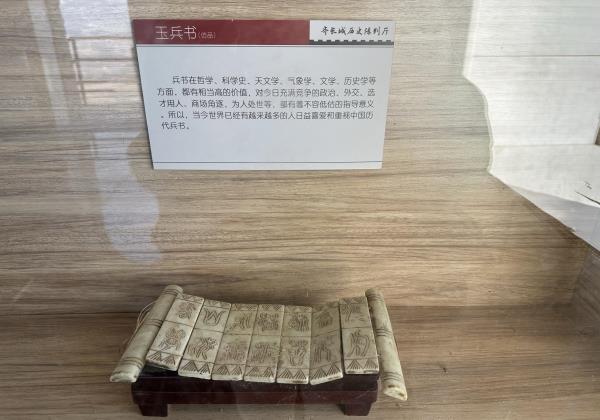 玉兵书(仿品)
齐长城历史陈列厅
兵书在哲学、科学史、天文学、气象学、文学、历史学等
方面，都有相当高的价值，对今日充满竞争的政治、外交、选
才用人、商场角逐、为人处世等，都有着不容低估的指导意义
。所以，当今世界已经有越来越多的人日益喜爱和重视中国历
代兵书。